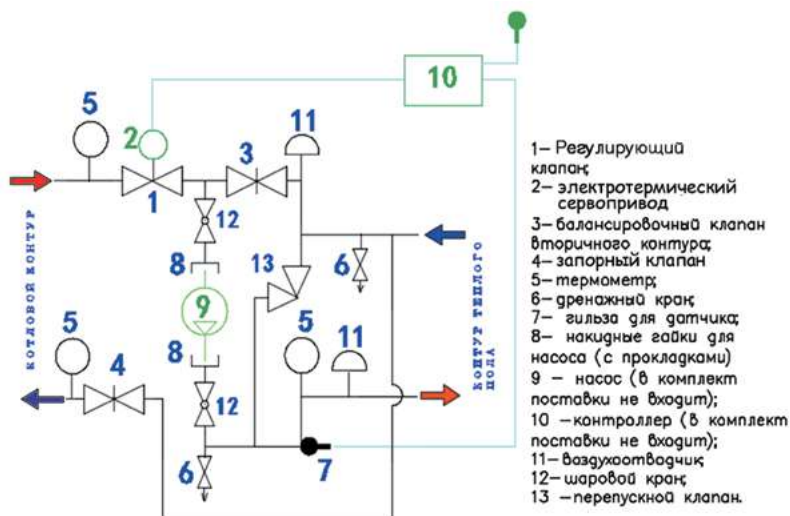 10
5
2
11
3
1
12
8
13
6
9
КОТЛОВОЙ КОНТУР
КОНТУР ТЕПЛОГО
ПОЛА
5
4
8
5
11
12
6
7
1– Регулирующий
клапан;
2– электротермический
сервопривод
3– балансировочный клапан
вторичного контура;
4– запорный клапан
5– термометр;
6– дренажный кран;
7– гильза для датчика;
8– накидные гайки для
насоса (с прокладками)
9 – насос (в комплект
поставки не входит);
10 –контроллер (в комплект
поставки не входит);
11– воздухоотводчик;
12– шаровой кран;
13 –перепускной клапан.